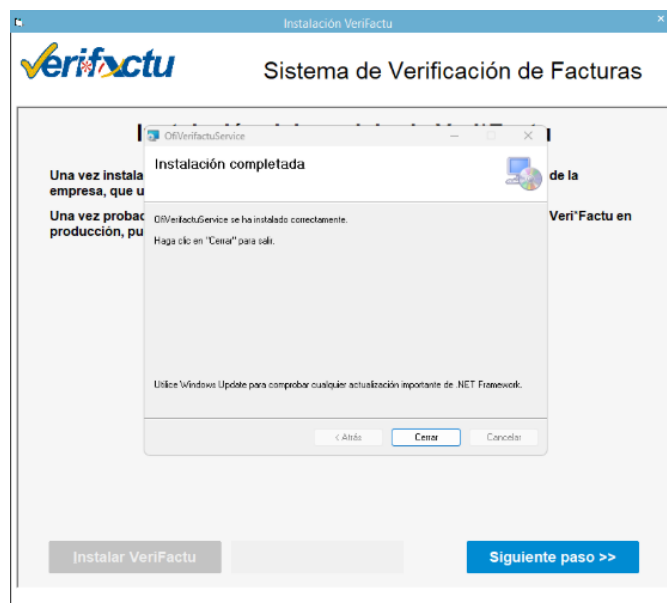 Instalación VeriFactu
Verifactu
Sistema de Verificación de Facturas
OfiVerifactuService
Instalación completada
Una vez instala
de la
empresa, que u
Una vez probad
Veri*Factu en
producción, pu
OfiVerifactuService se ha instalado correctamente.
Haga clic en "Cerrar" para salir.
Utilice Windows Update para comprobar cualquier actualización importante de .NET Framework.
< Atrás
Cerrar
Cancelar
Instalar VeriFactu
Siguiente paso >>